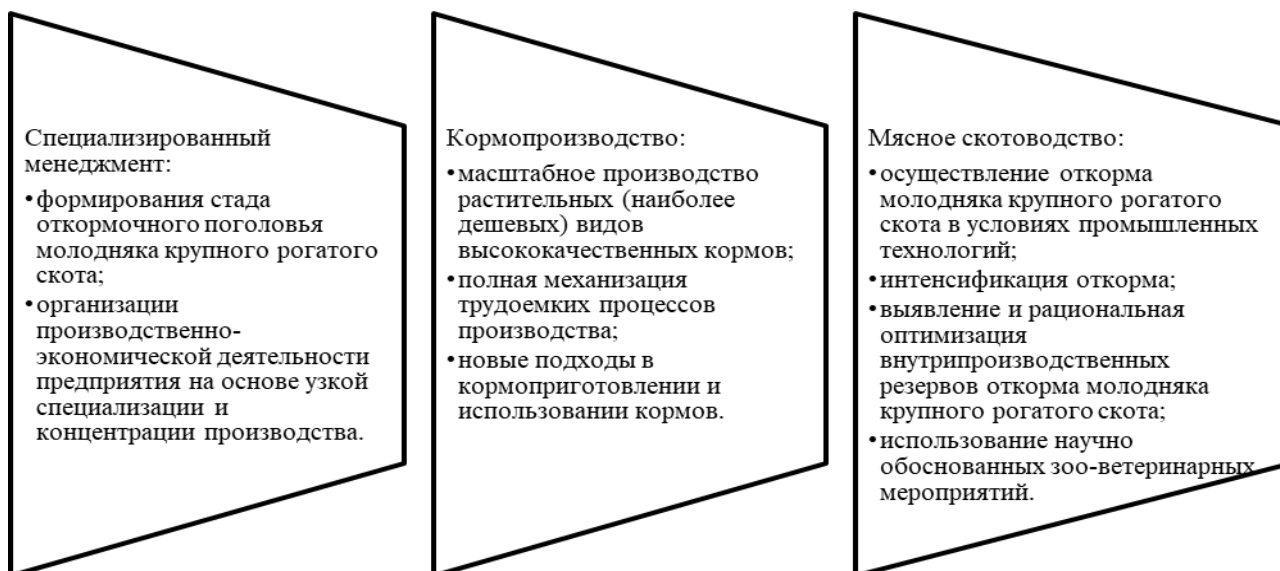 Специализированный
менеджмент:
•формирования стада
откормочного поголовья
молодняка крупного рогатого
скота;
•организации
производственно-
экономической деятельности
предприятия на основе узкой
специализации и
концентрации производства.
Кормопроизводство:
•масштабное производство
растительных (наиболее
дешевых) видов
высококачественных кормов;
•полная механизация
трудоемких процессов
производства;
•новые подходы в
кормоприготовлении и
использовании кормов.
Мясное скотоводство:
•осуществление откорма
молодняка крупного рогатого
скота в условиях промышленных
технологий;
•интенсификация откорма;
•выявление и рациональная
оптимизация
внутрипроизводственных
резервов откорма молодняка
крупного рогатого скота;
•использование научно
обоснованных зоо-ветеринарных
мероприятий.